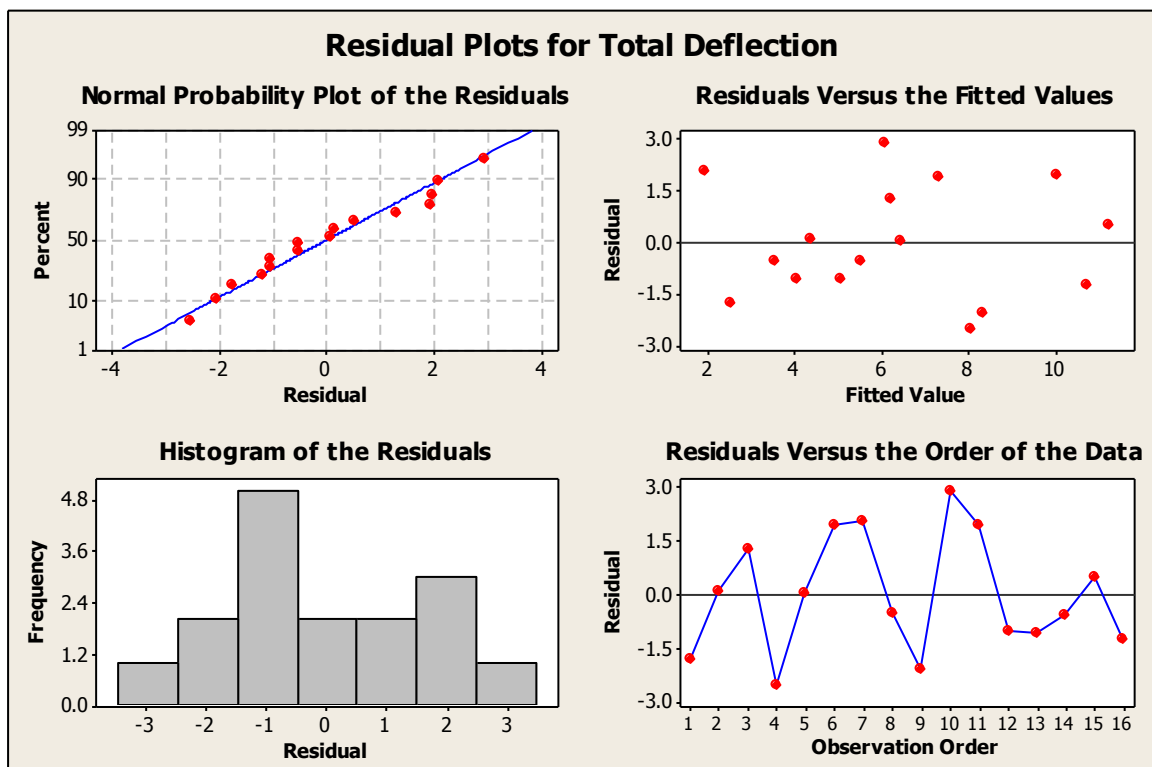 Residual Plots for Total Deflection
Normal Probability Plot of the Residuals
99
90
50
10
1
Percent
-4 -2 0 2 4
Residual
Residuals Versus the Fitted Values
3.0
1.5
0.0
-1.5
-3.0
Residual
2 4 6 8 10
Fitted Value
Histogram of the Residuals
4.8
3.6
2.4
1.2
0.0
Frequency
-3 -2 -1 0 1 2 3
Residual
Residuals Versus the Order of the Data
3.0
1.5
0.0
-1.5
-3.0
Residual
1 2 3 4 5 6 7 8 9 10 11 12 13 14 15 16
Observation Order